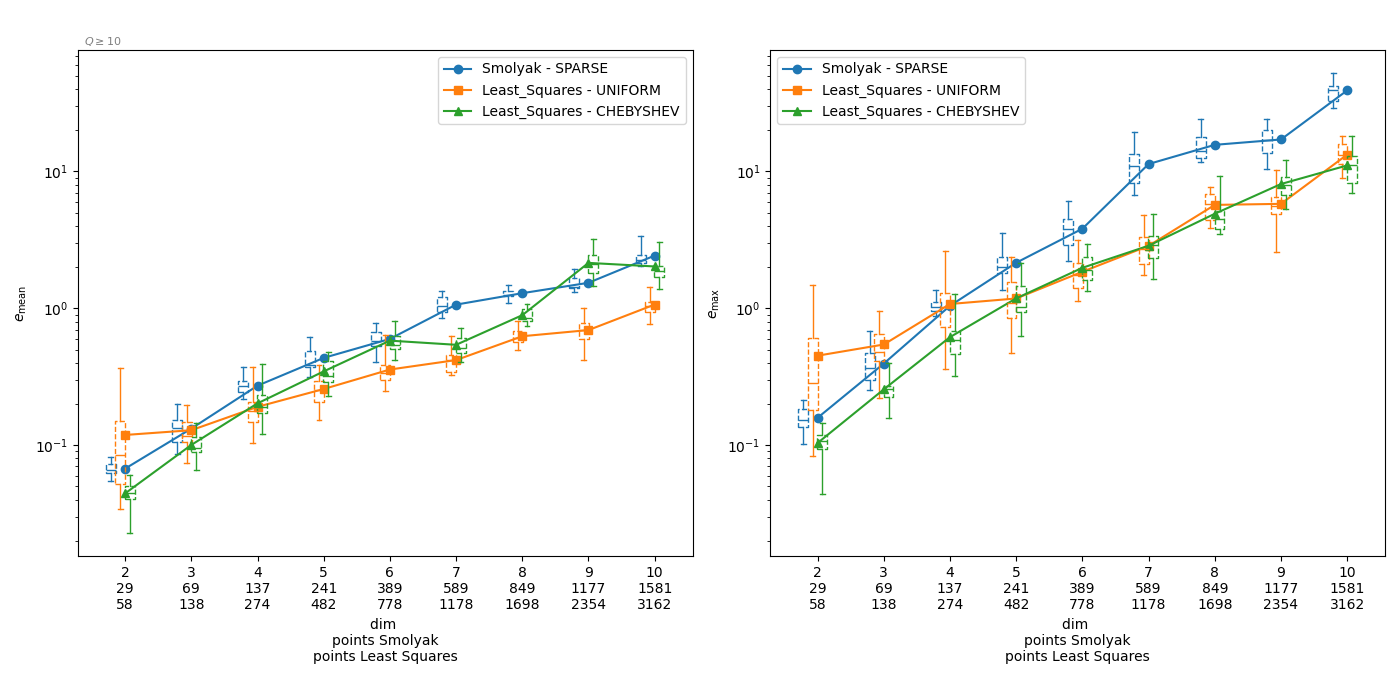 Q ≥ 10
Smolyak - SPARSE
Least_Squares - UNIFORM
Least_Squares - CHEBYSHEV
e_mean
10^1
10^0
10^-1
2 3 4 5 6 7 8 9 10
29 69 137 241 389 589 849 1177 1581
58 138 274 482 778 1178 1698 2354 3162
dim
points Smolyak
points Least Squares
Smolyak - SPARSE
Least_Squares - UNIFORM
Least_Squares - CHEBYSHEV
e_max
10^1
10^0
10^-1
2 3 4 5 6 7 8 9 10
29 69 137 241 389 589 849 1177 1581
58 138 274 482 778 1178 1698 2354 3162
dim
points Smolyak
points Least Squares